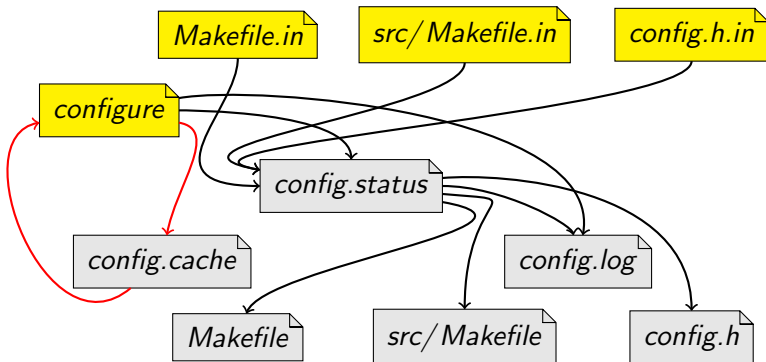 Makefile.in
src/Makefile.in
config.h.in
configure
config.status
config.cache
config.log
Makefile
src/Makefile
config.h